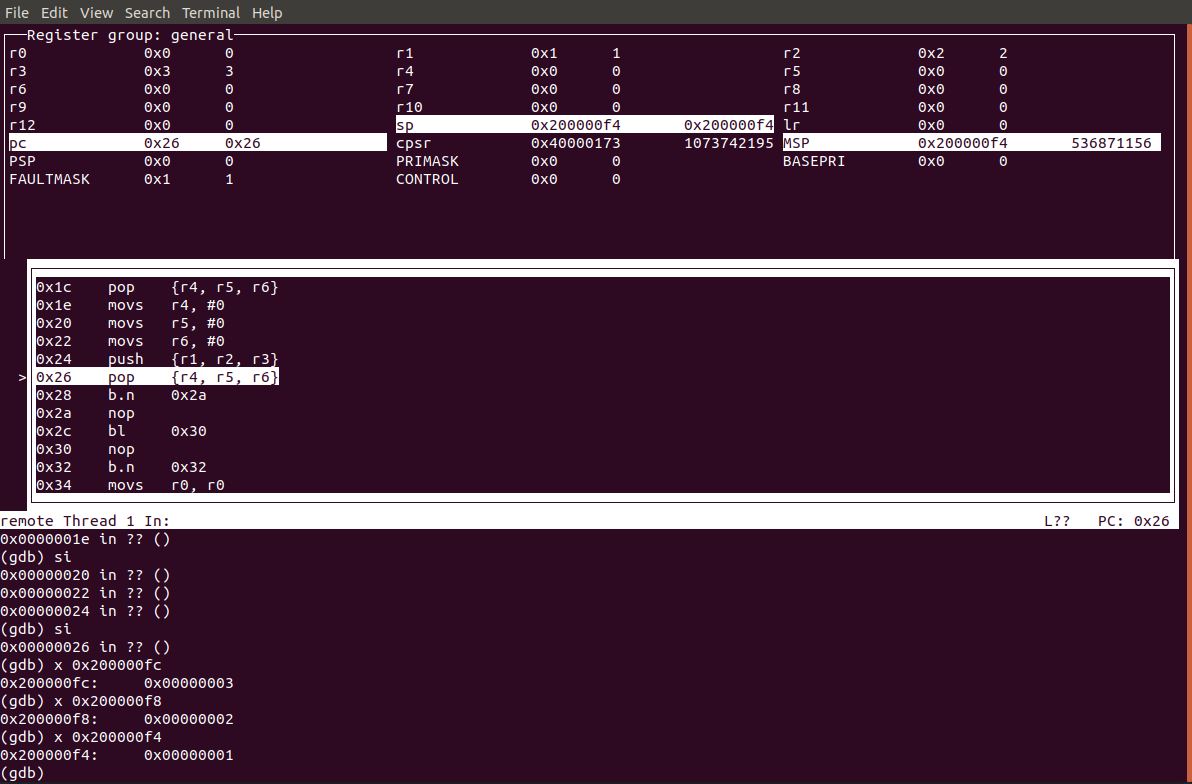 File Edit View Search Terminal Help
Register group: general
r0 0x0 0 r1 0x1 1 r2 0x2 2
r3 0x3 3 r4 0x0 0 r5 0x0 0
r6 0x0 0 r7 0x0 0 r8 0x0 0
r9 0x0 0 r10 0x0 0 r11 0x0 0
r12 0x0 0 sp 0x200000f4 0x200000f4 lr 0x0 0
pc 0x26 0x26 cpsr 0x40000173 1073742195 MSP 0x200000f4 536871156
PSP 0x0 0 PRIMASK 0x0 0 BASEPRI 0x0 0
FAULTMASK 0x1 1 CONTROL 0x0 0
0x1c pop {r4, r5, r6}
0x1e movs r4, #0
0x20 movs r5, #0
0x22 movs r6, #0
0x24 push {r1, r2, r3}
> 0x26 pop {r4, r5, r6}
0x28 b.n 0x2a
0x2a nop
0x2c bl 0x30
0x30 nop
0x32 b.n 0x32
0x34 movs r0, r0
remote Thread 1 In: L?? PC: 0x26
0x0000001e in ?? ()
(gdb) si
0x00000020 in ?? ()
0x00000022 in ?? ()
0x00000024 in ?? ()
(gdb) si
0x00000026 in ?? ()
(gdb) x 0x200000fc
0x200000fc: 0x00000003
(gdb) x 0x200000f8
0x200000f8: 0x00000002
(gdb) x 0x200000f4
0x200000f4: 0x00000001
(gdb)